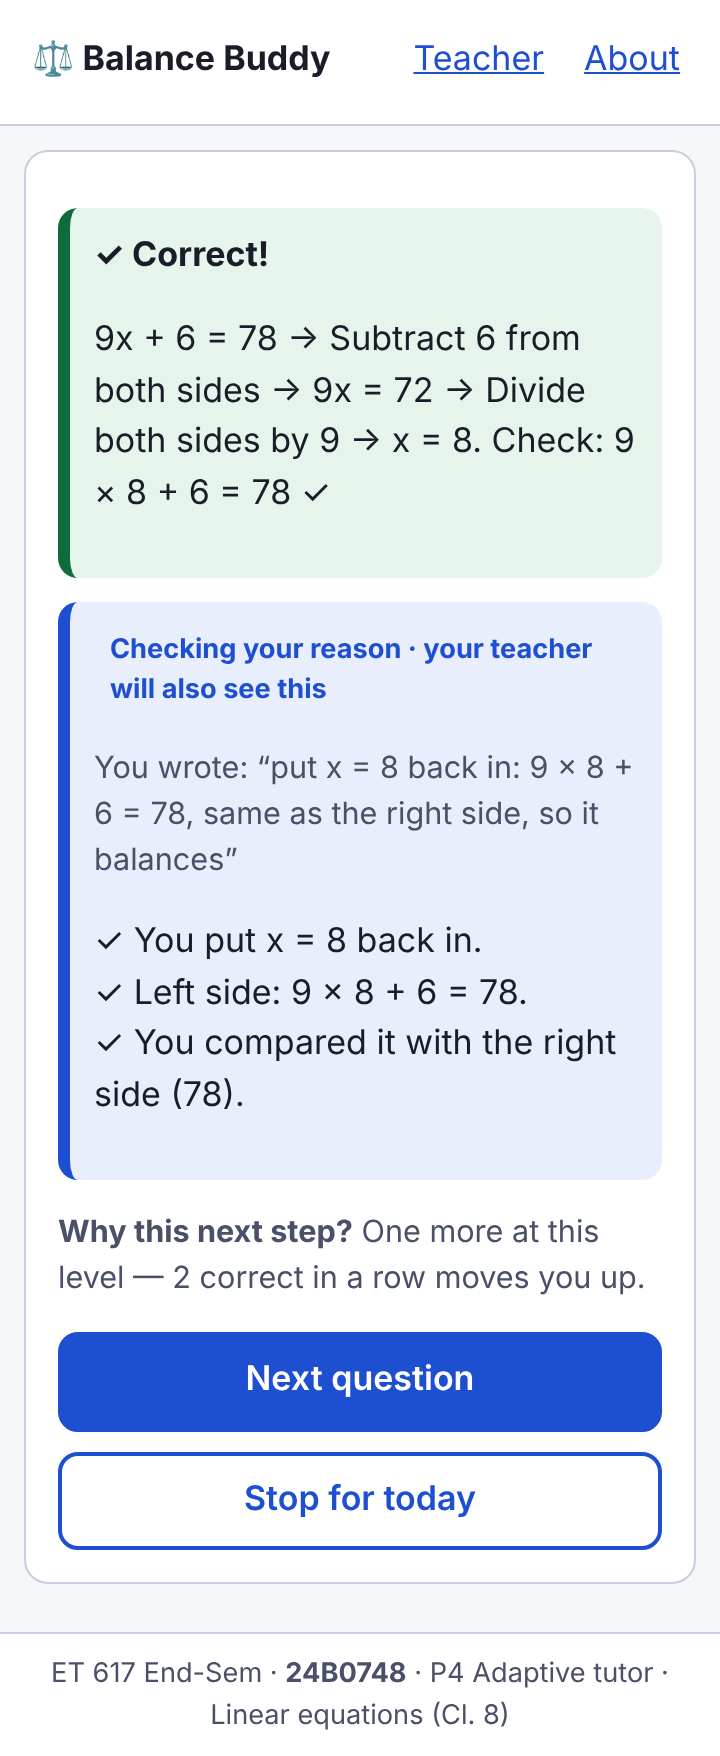 ⚖️ Balance Buddy Teacher About
✓ Correct!
9x + 6 = 78 → Subtract 6 from
both sides → 9x = 72 → Divide
both sides by 9 → x = 8. Check: 9
× 8 + 6 = 78 ✓
Checking your reason · your teacher
will also see this
You wrote: “put x = 8 back in: 9 × 8 +
6 = 78, same as the right side, so it
balances”
✓ You put x = 8 back in.
✓ Left side: 9 × 8 + 6 = 78.
✓ You compared it with the right
side (78).
Why this next step? One more at this
level — 2 correct in a row moves you up.
Next question
Stop for today
ET 617 End-Sem · 24B0748 · P4 Adaptive tutor ·
Linear equations (Cl. 8)